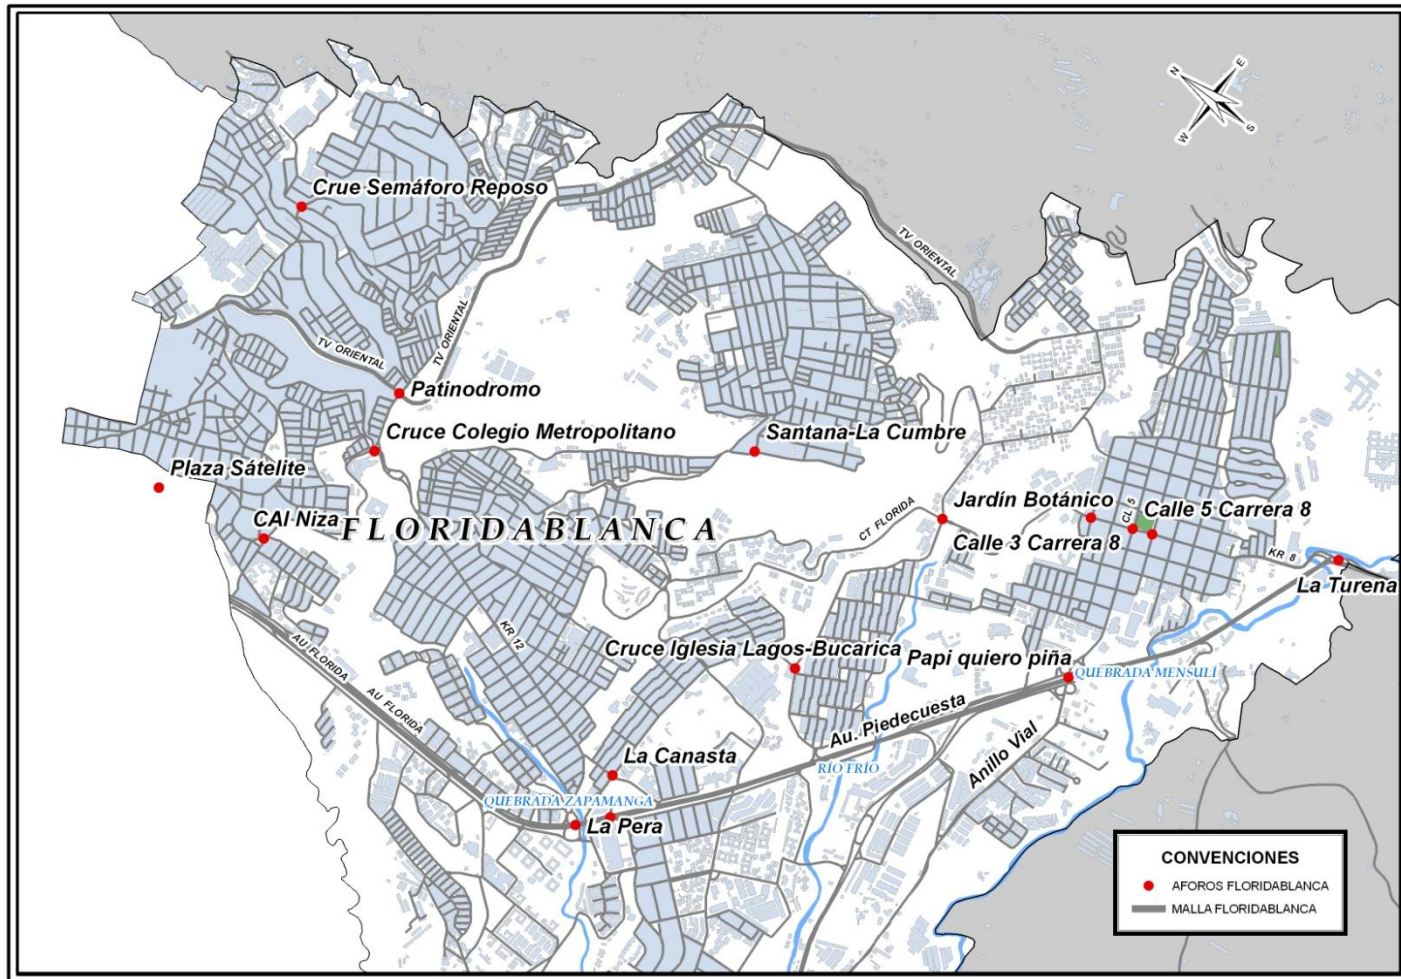 N
E
W
S
Crue Semáforo Reposo
TV ORIENTAL
TV ORIENTAL
TV ORIENTAL
Patinodromo
Cruce Colegio Metropolitano
Santana-La Cumbre
Plaza Sátelite
CAI Niza
FLORIDABLANCA
CT FLORIDA
Jardín Botánico
CL 5
Calle 5 Carrera 8
Calle 3 Carrera 8
KR 8
La Turena
KR 12
AU FLORIDA
AU FLORIDA
Cruce Iglesia Lagos-Bucarica
Papi quiero piña
QUEBRADA MENSULÍ
Au. Piedecuesta
Anillo Vial
RÍO FRÍO
La Canasta
QUEBRADA ZAPAMANGA
La Pera
CONVENCIONES
AFOROS FLORIDABLANCA
MALLA FLORIDABLANCA